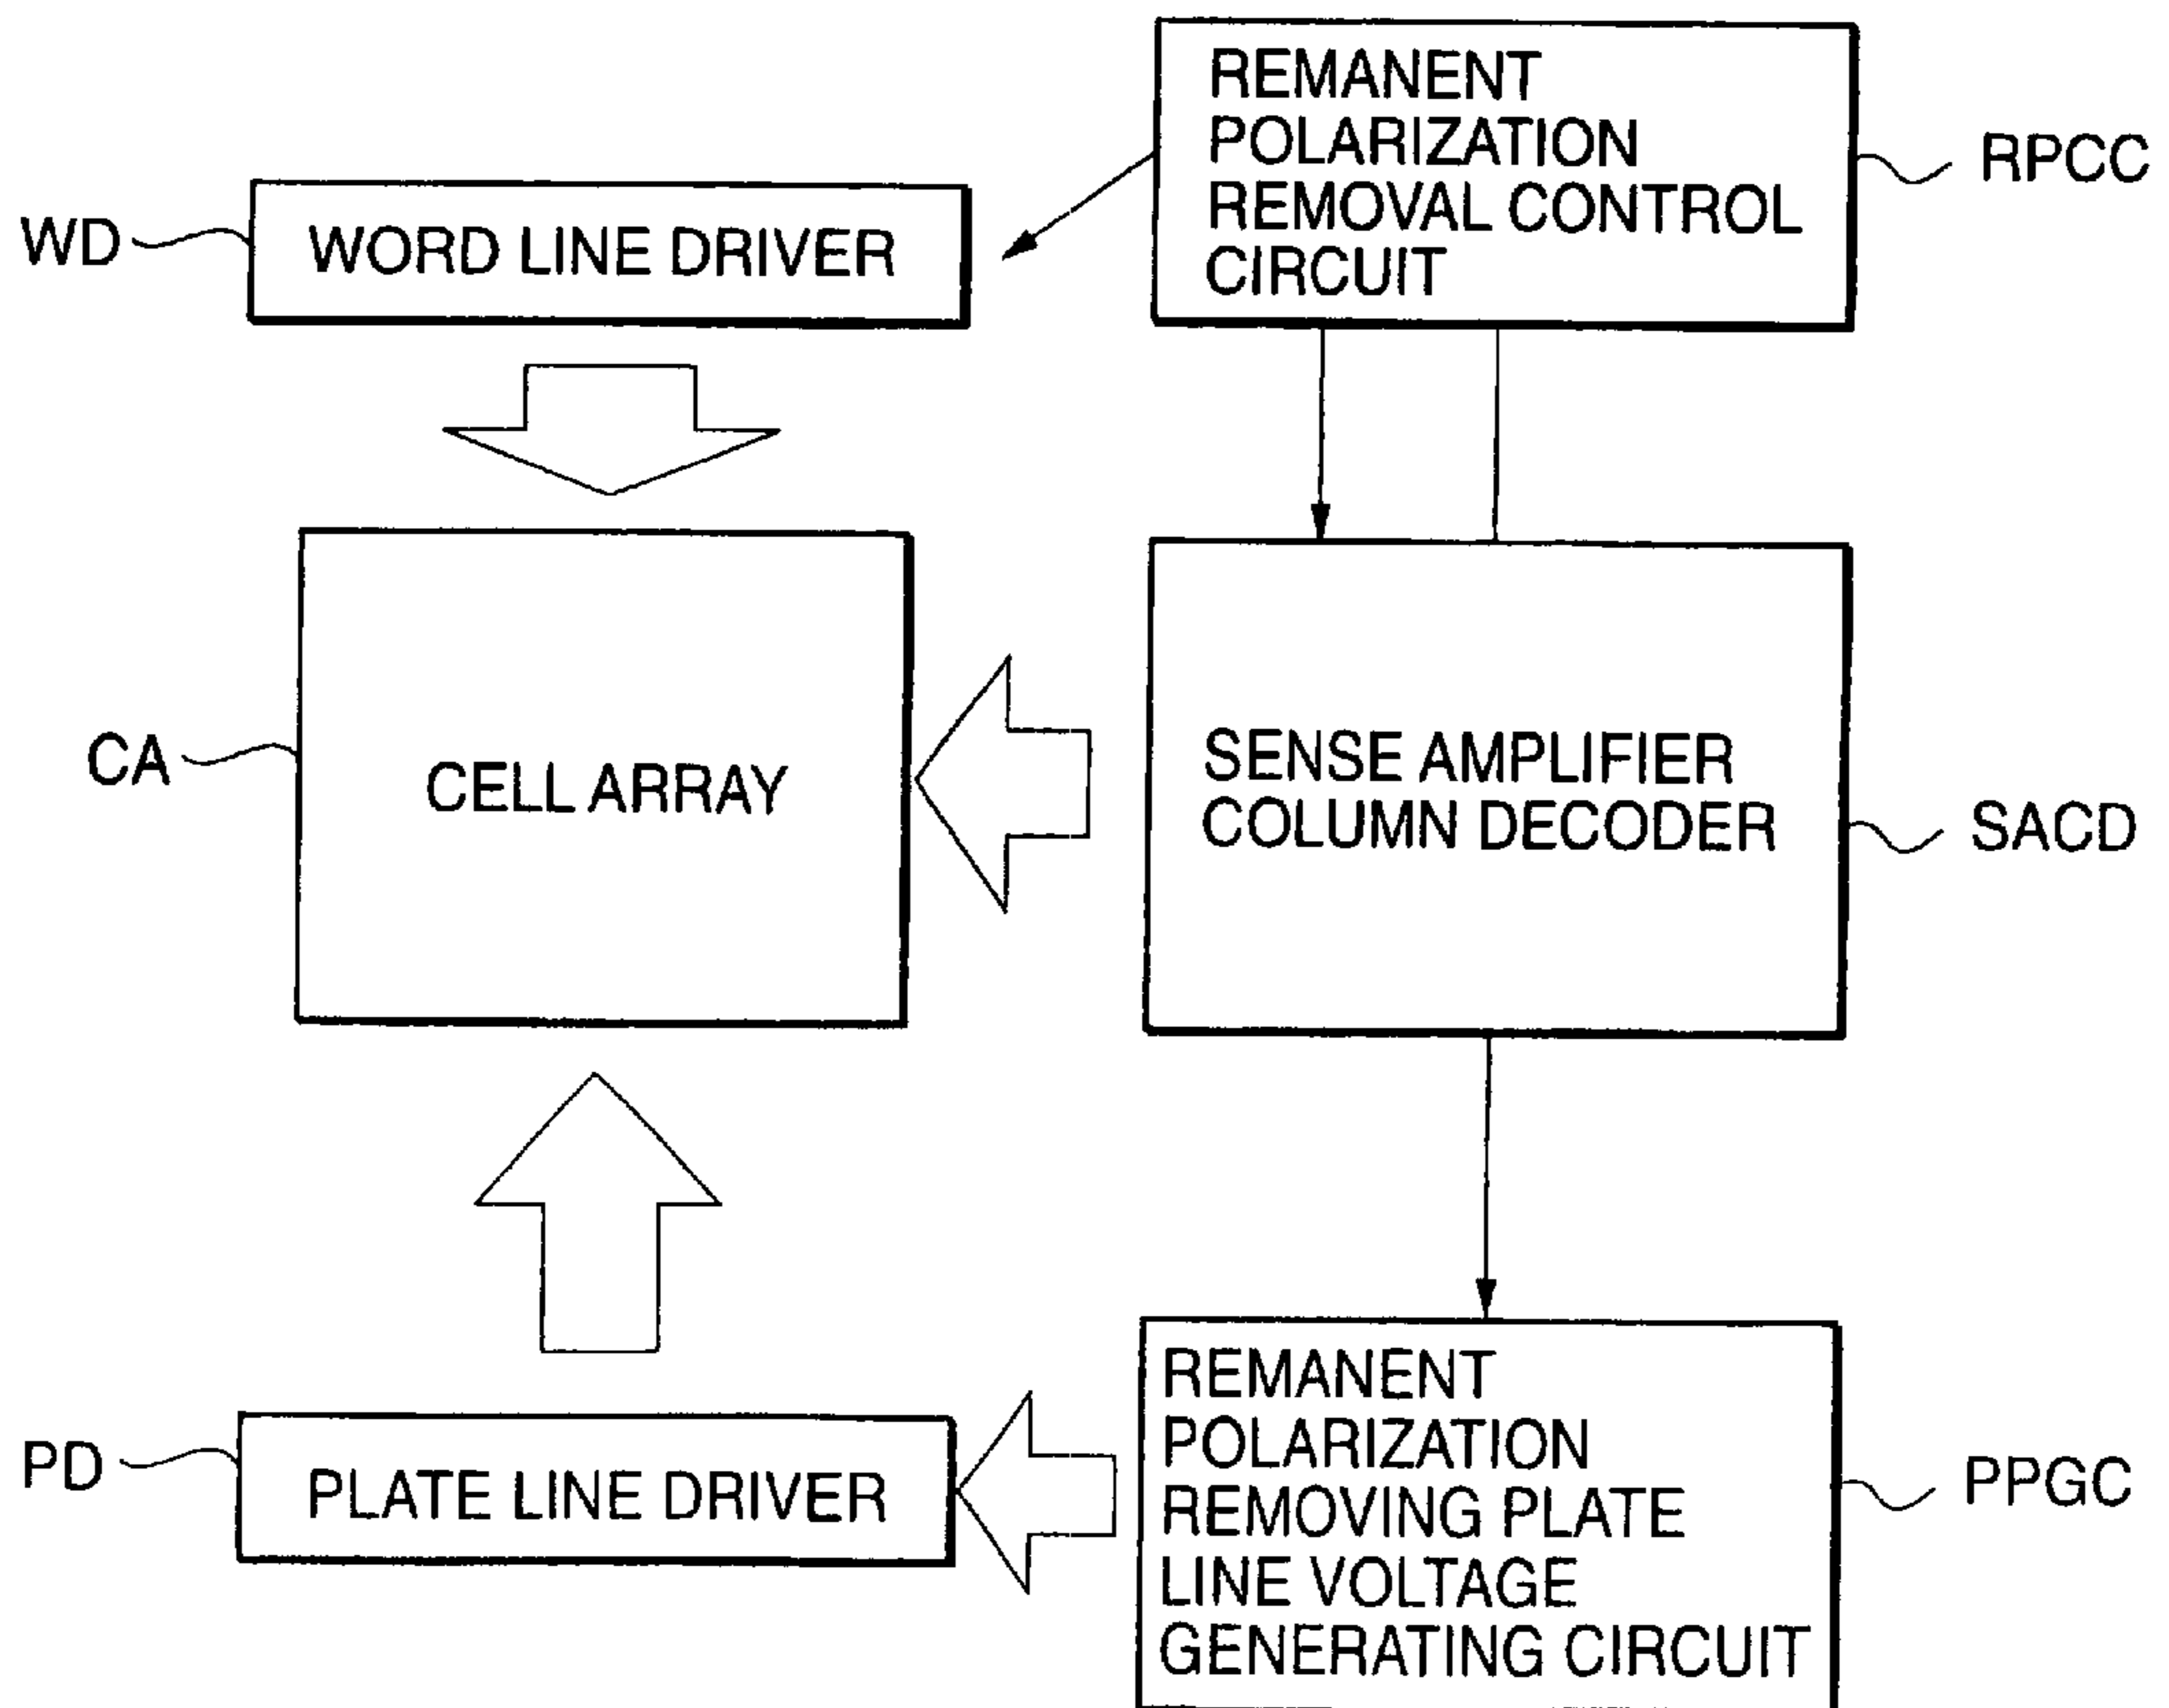 REMANENT
POLARIZATION
REMOVAL CONTROL
CIRCUIT
RPCC
WD
WORD LINE DRIVER
CA
CELL ARRAY
SENSE AMPLIFIER
COLUMN DECODER
SACD
PD
PLATE LINE DRIVER
REMANENT
POLARIZATION
REMOVING PLATE
LINE VOLTAGE
GENERATING CIRCUIT
PPGC